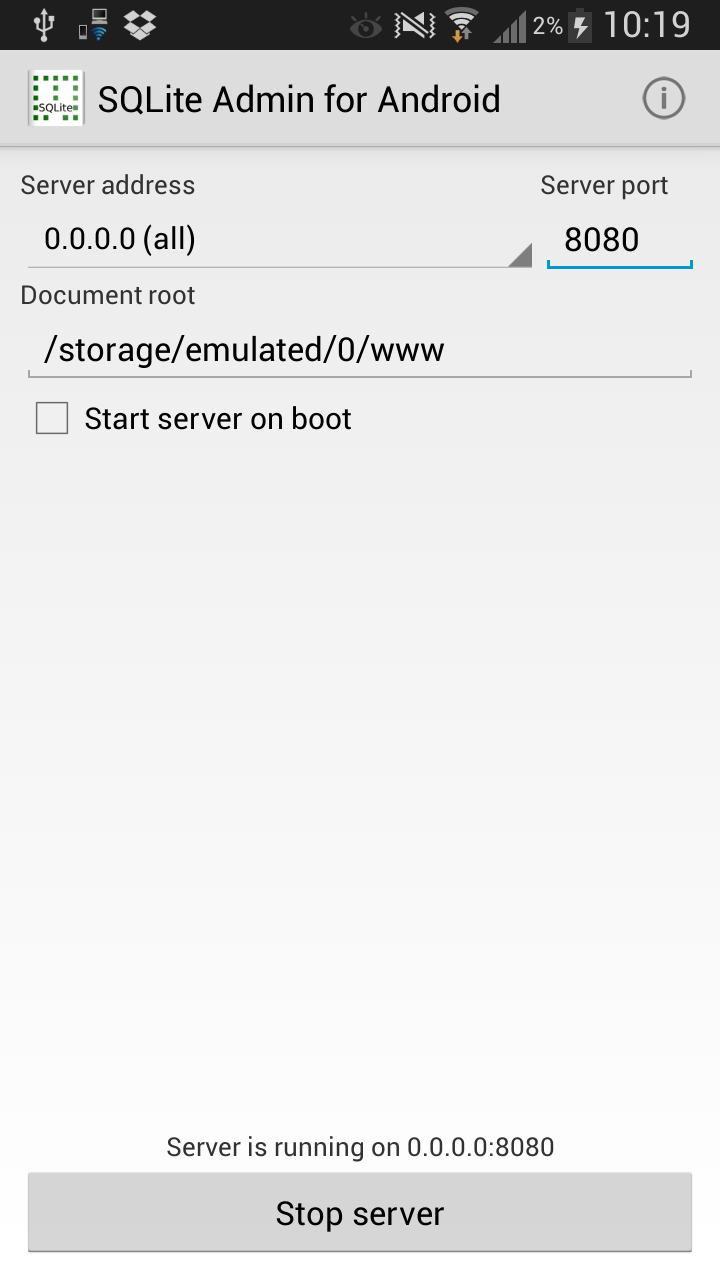 2% 10:19
SQLite SQLite Admin for Android
Server address Server port
0.0.0.0 (all) 8080
Document root
/storage/emulated/0/www
Start server on boot
Server is running on 0.0.0.0:8080
Stop server